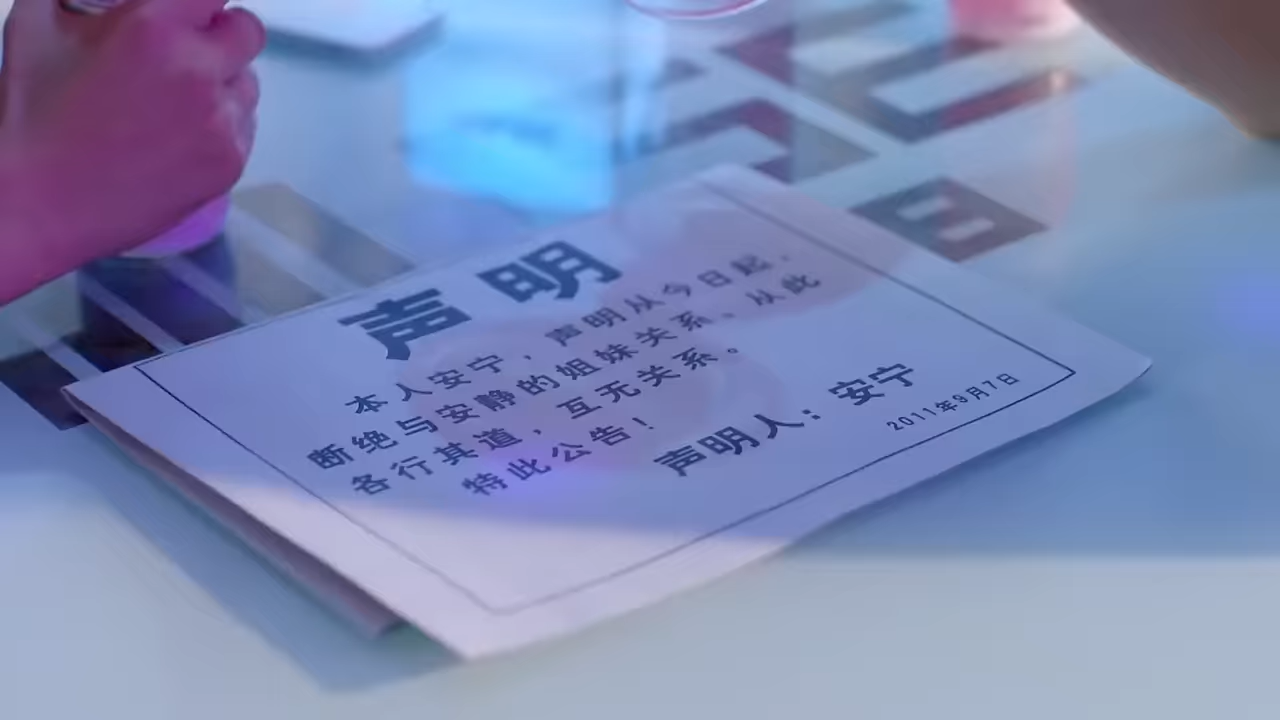 声明
本人安宁，声明从今日起，
断绝与安静的姐妹关系、从此
各行其道，互无关系。
特此公告！
声明人：安宁
2011年9月7日